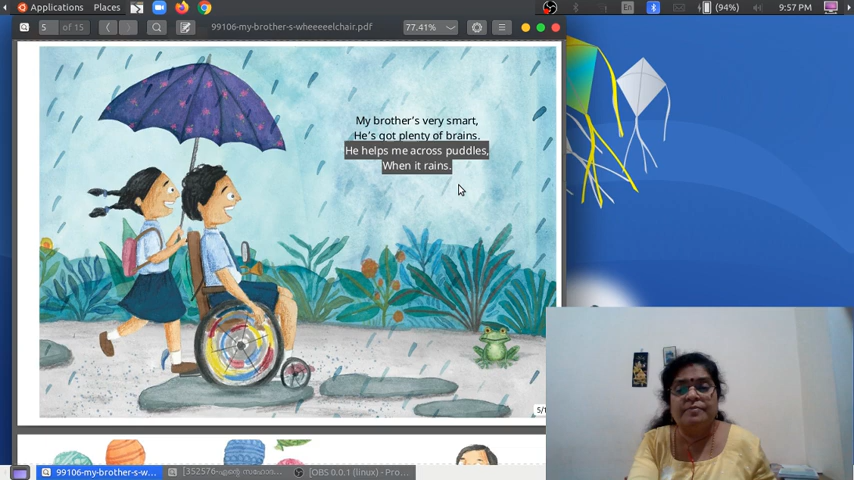 Applications Places En (94%) 9:57 PM
5 of 15 99106-my-brother-s-wheeeeelchair.pdf 77.41%
My brother's very smart,
He's got plenty of brains.
He helps me across puddles,
When it rains.
99106-my-brother-s-w... [OBS 0.0.1 (linux) - Pro...